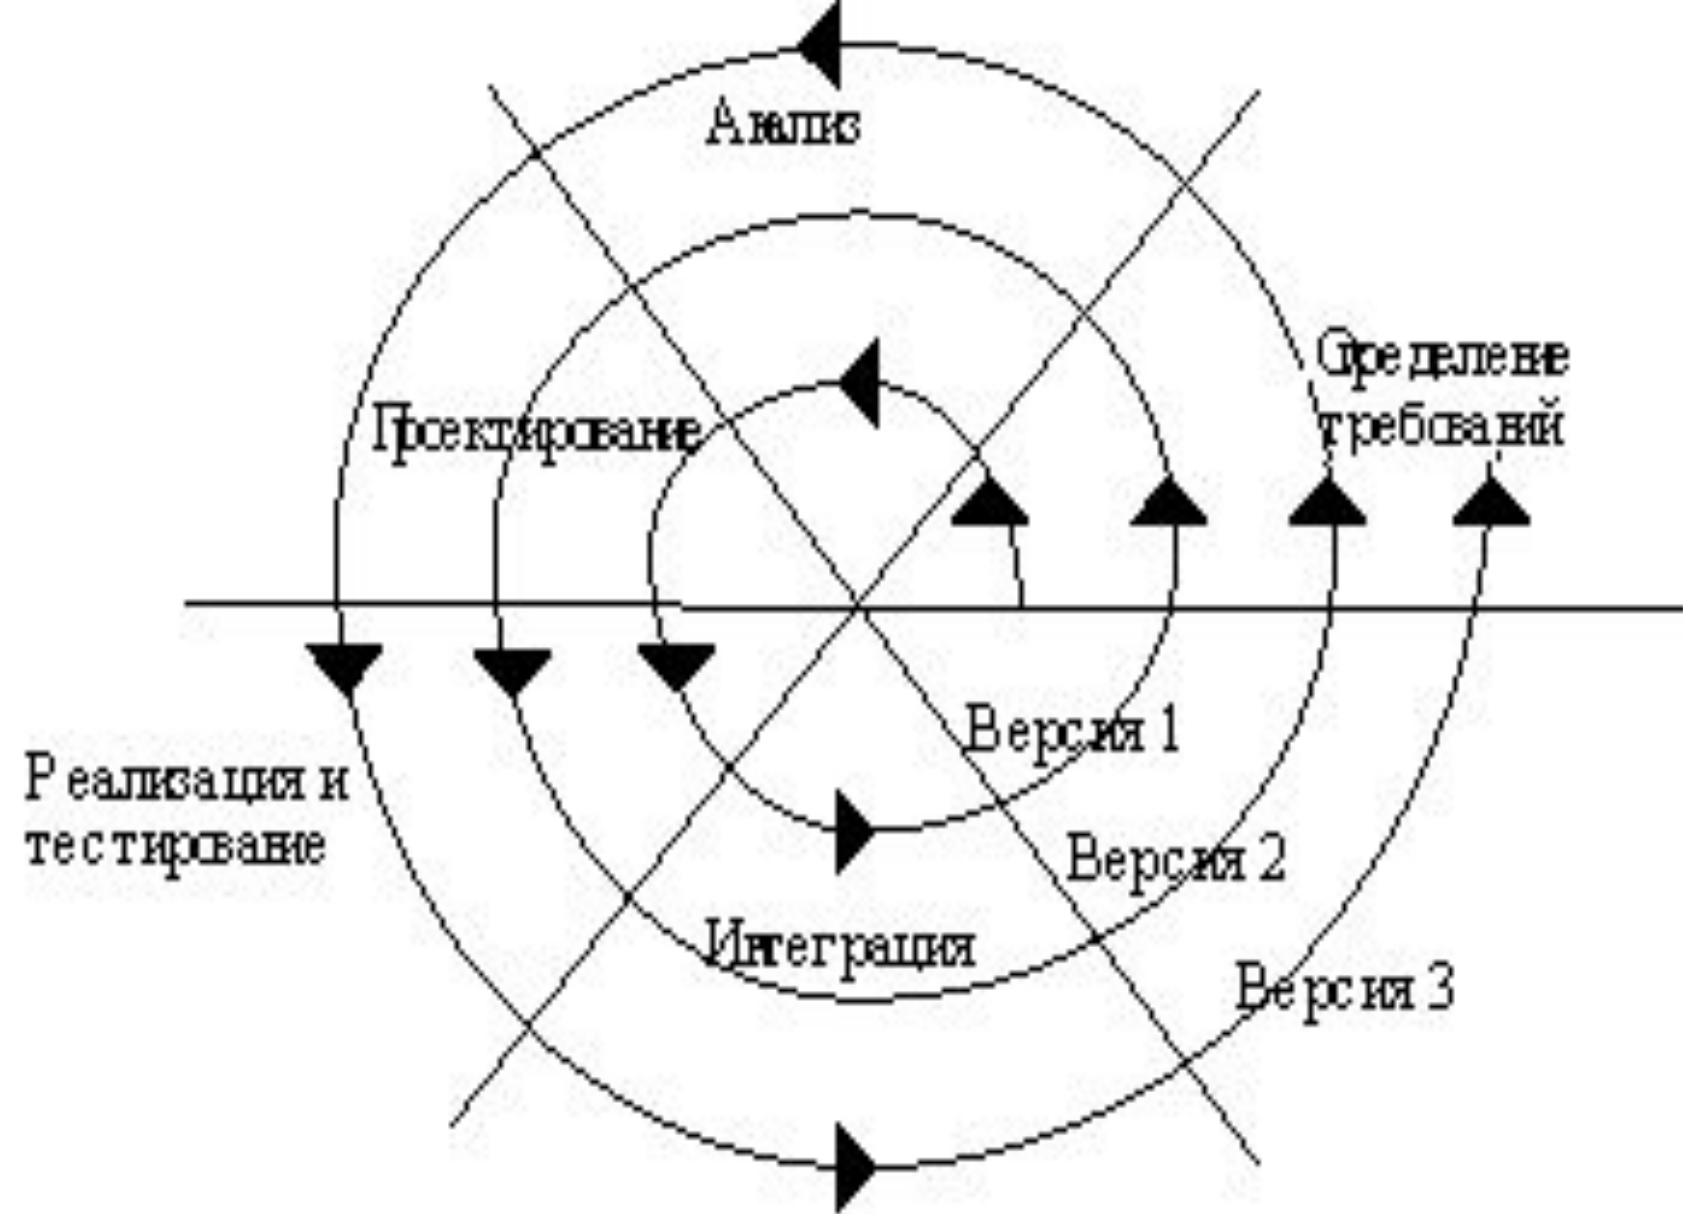 Анализ
Определение
требований
Проектирование
Версия 1
Реализация и
тестирование
Версия 2
Интеграция
Версия 3